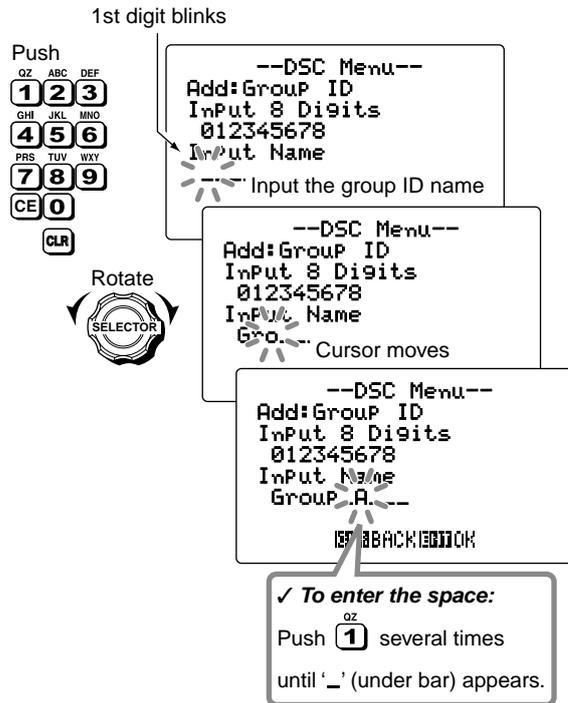 1st digit blinks
Push
QZ ABC DEF
1 2 3
GHI JKL MNO
4 5 6
PRS TUV WXY
7 8 9
CE 0
CLR
Rotate
SELECTOR
--DSC Menu--
Add:Group ID
Input 8 Digits
012345678
Input Name
_ _ _ _
Input the group ID name
--DSC Menu--
Add:Group ID
Input 8 Digits
012345678
Input Name
Gro_ _
Cursor moves
--DSC Menu--
Add:Group ID
Input 8 Digits
012345678
Input Name
Group_A_ _ _
BACK OK
✓ To enter the space:
QZ
Push 1 several times
until ‘_’ (under bar) appears.